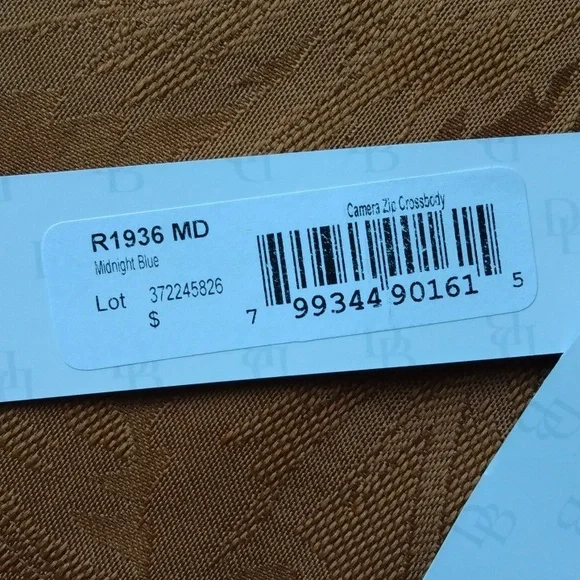 Camera Zip Crossbody
R1936 MD
Midnight Blue
Lot 372245826
$
7 99344 90161 5